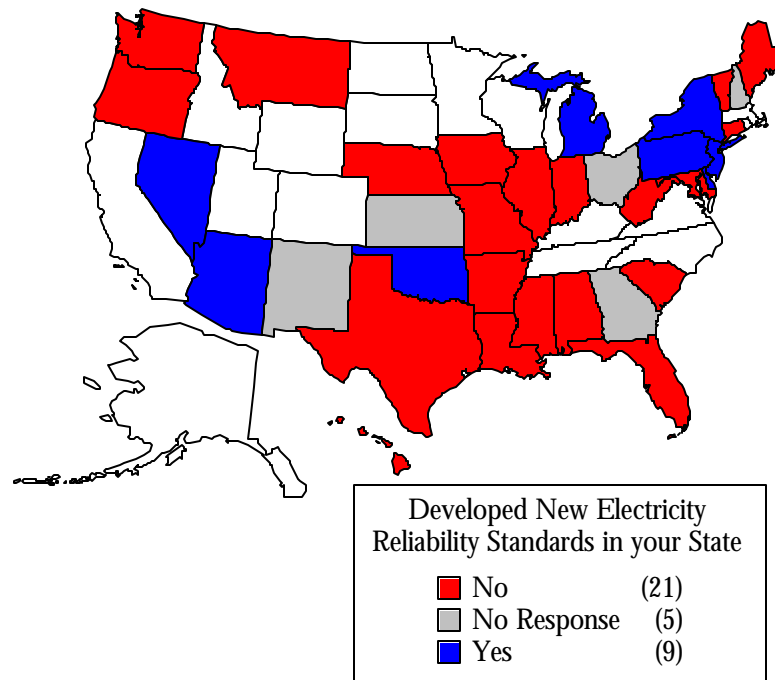 Developed New Electricity
Reliability Standards in your State
No (21)
No Response (5)
Yes (9)